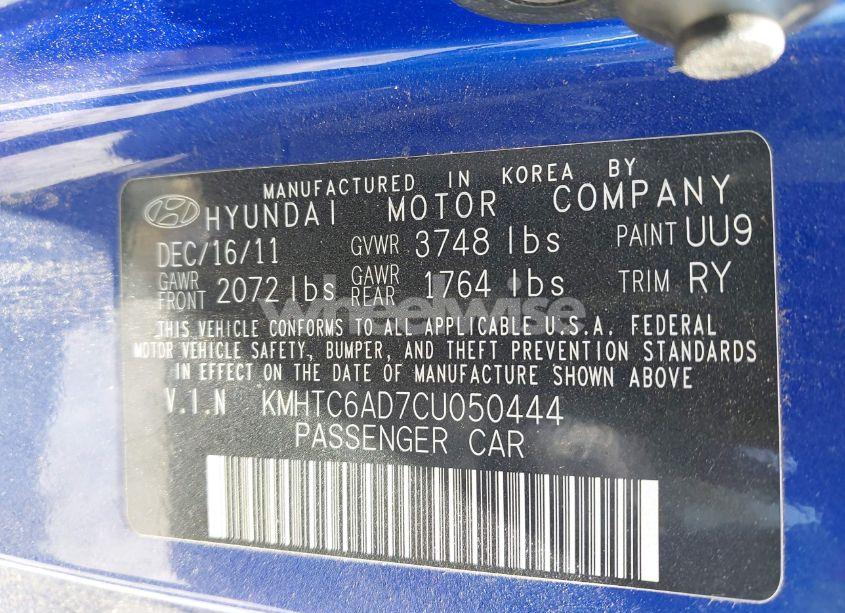 MANUFACTURED IN KOREA BY
HYUNDAI MOTOR COMPANY
DEC/16/11 GVWR 3748 lbs PAINT UU9
GAWR FRONT 2072 lbs GAWR REAR 1764 lbs TRIM RY
THIS VEHICLE CONFORMS TO ALL APPLICABLE U.S.A. FEDERAL
MOTOR VEHICLE SAFETY, BUMPER, AND THEFT PREVENTION STANDARDS
IN EFFECT ON THE DATE OF MANUFACTURE SHOWN ABOVE
V.I.N KMHTC6AD7CU050444
PASSENGER CAR
wheelwise